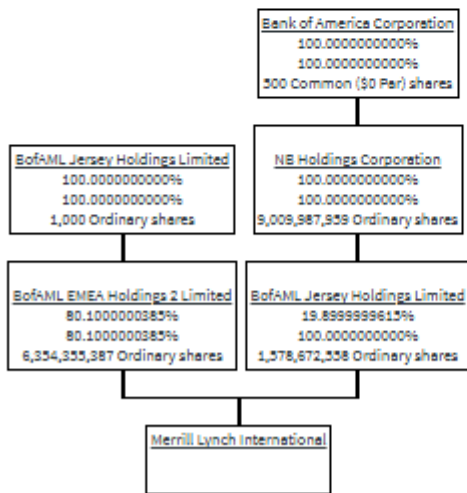 Bank of America Corporation
100.0000000000%
100.0000000000%
500 Common ($0 Par) shares
BofAML Jersey Holdings Limited
100.0000000000%
100.0000000000%
1,000 Ordinary shares
NB Holdings Corporation
100.0000000000%
100.0000000000%
9,009,987,959 Ordinary shares
BofAML EMEA Holdings 2 Limited
80.1000000385%
80.1000000385%
6,354,355,387 Ordinary shares
BofAML Jersey Holdings Limited
19.8999999615%
100.0000000000%
1,578,672,558 Ordinary shares
Merrill Lynch International